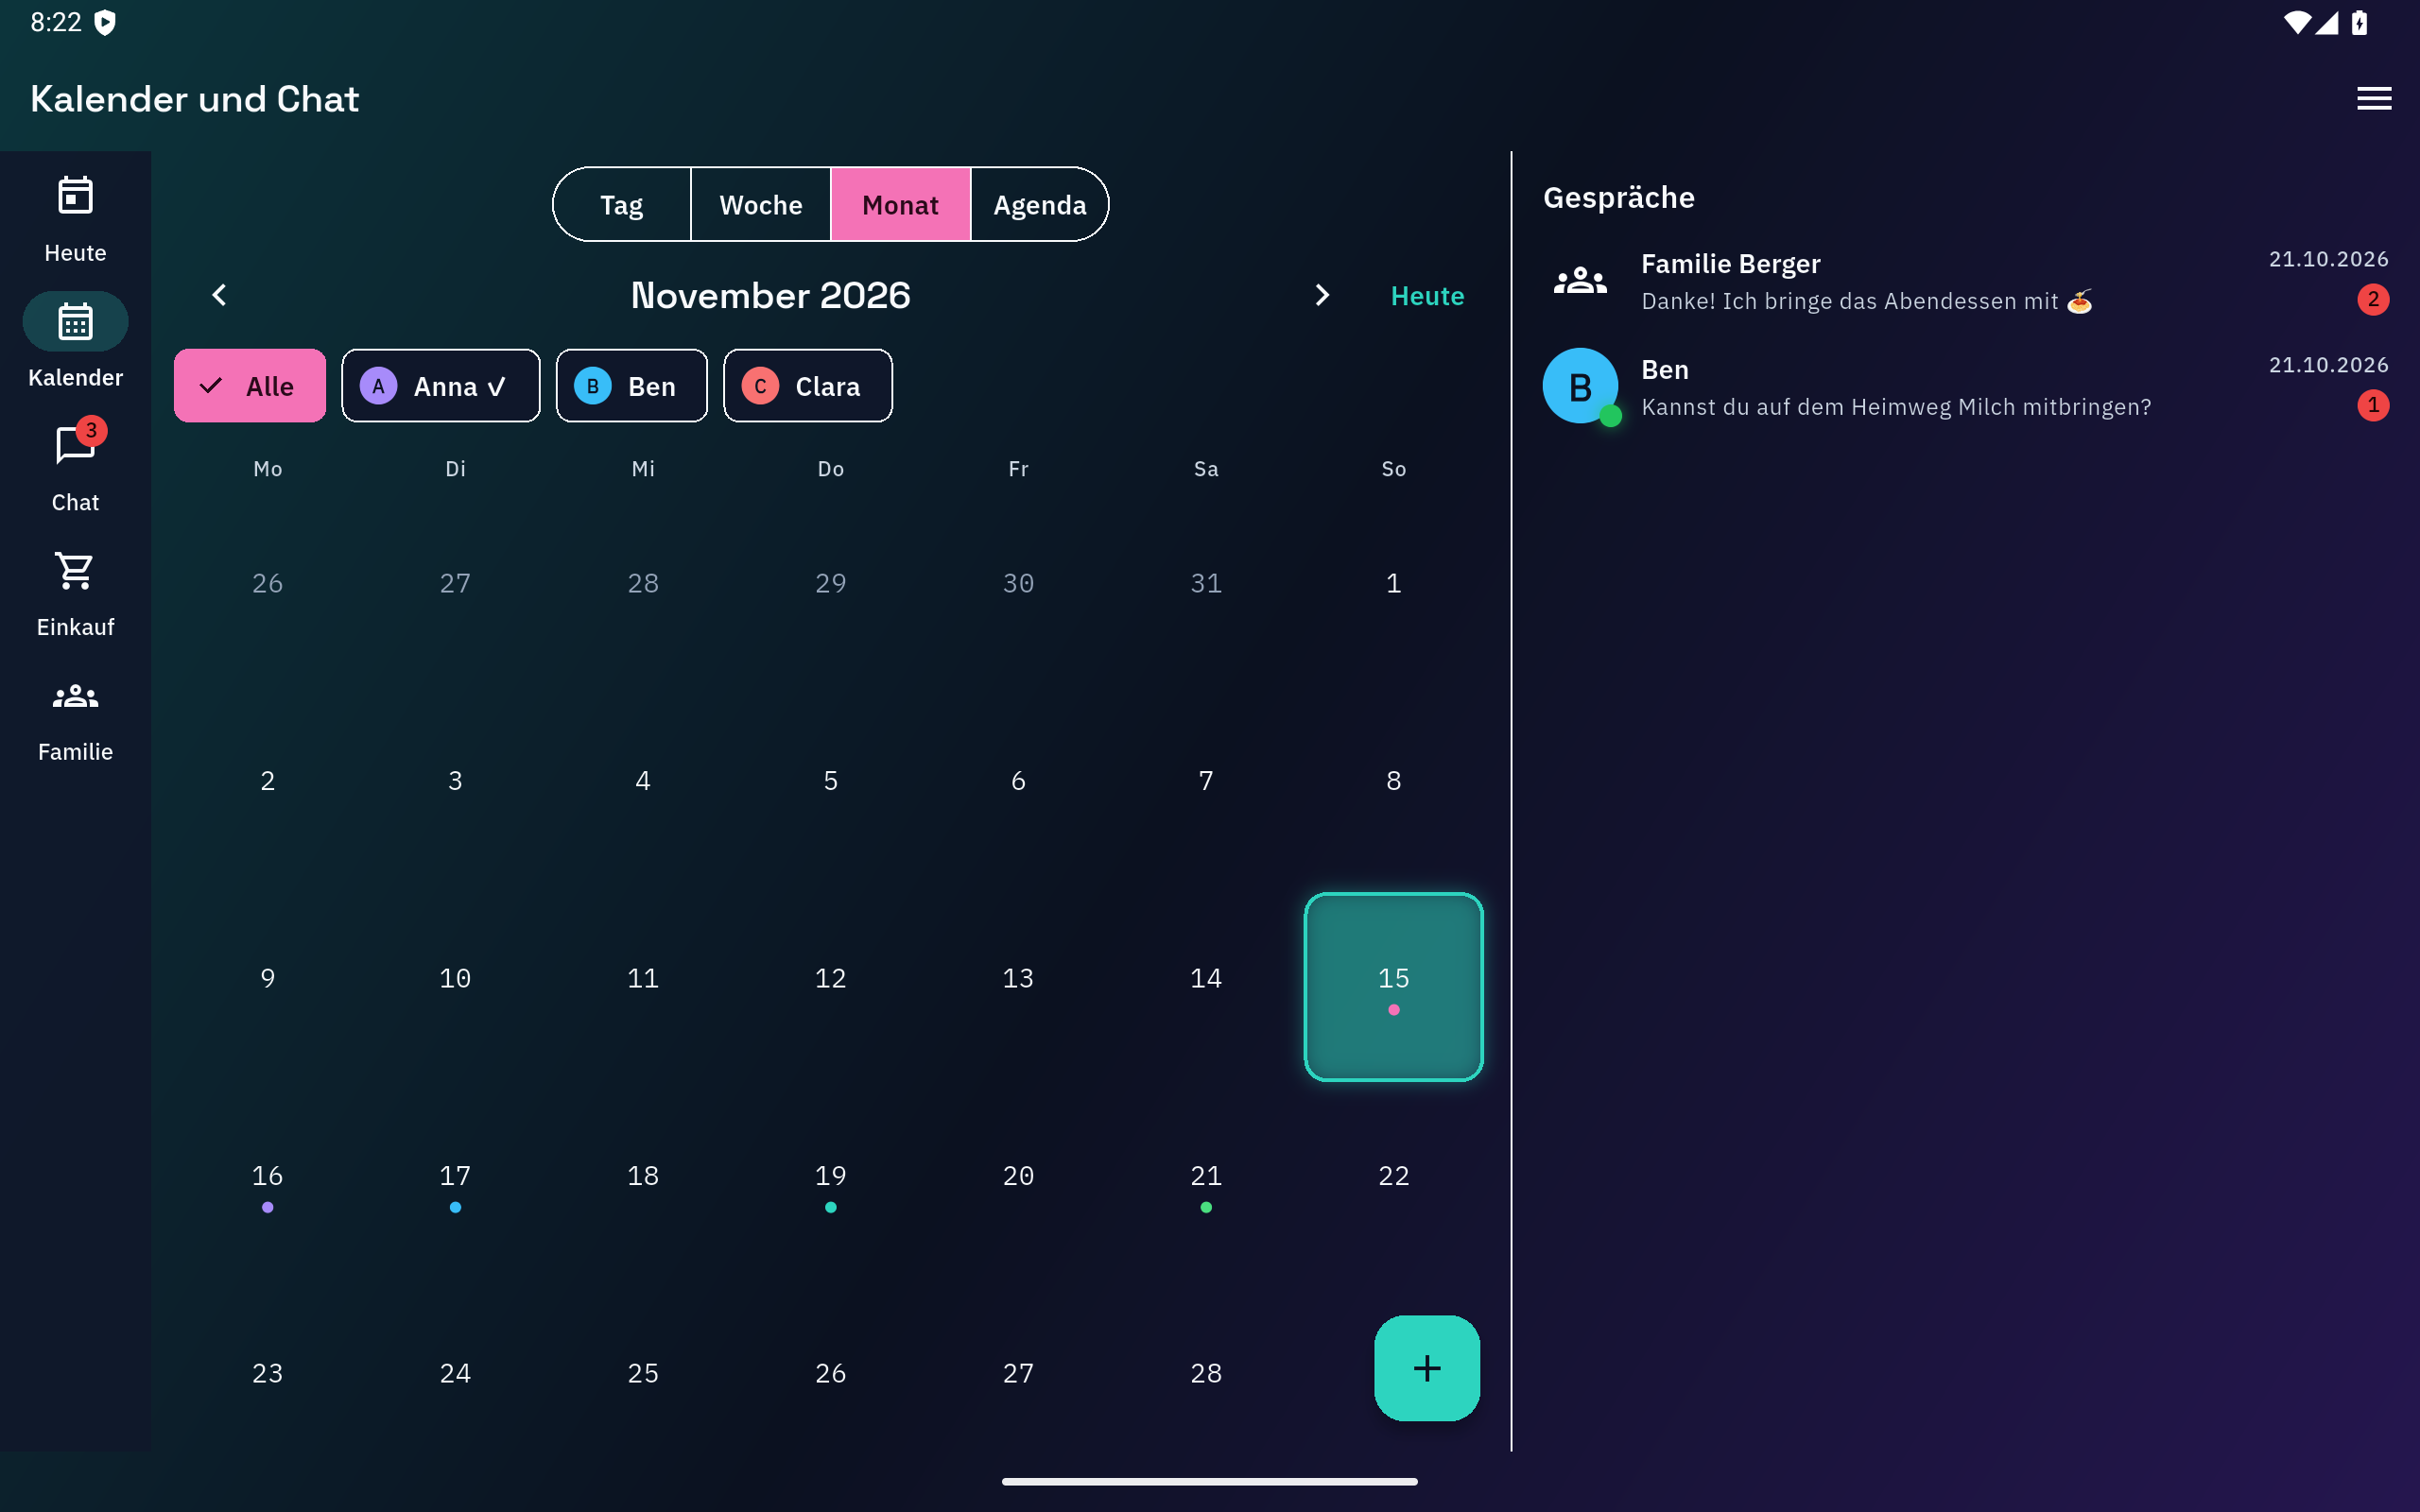 8:22
Kalender und Chat
Heute
Kalender
3
Chat
Einkauf
Familie
Tag Woche Monat Agenda
November 2026 Heute
Alle A Anna √ B Ben C Clara
Mo Di Mi Do Fr Sa So
26 27 28 29 30 31 1
2 3 4 5 6 7 8
9 10 11 12 13 14 15
16 17 18 19 20 21 22
23 24 25 26 27 28
Gespräche
Familie Berger 21.10.2026
Danke! Ich bringe das Abendessen mit 🍝 2
B Ben 21.10.2026
Kannst du auf dem Heimweg Milch mitbringen? 1